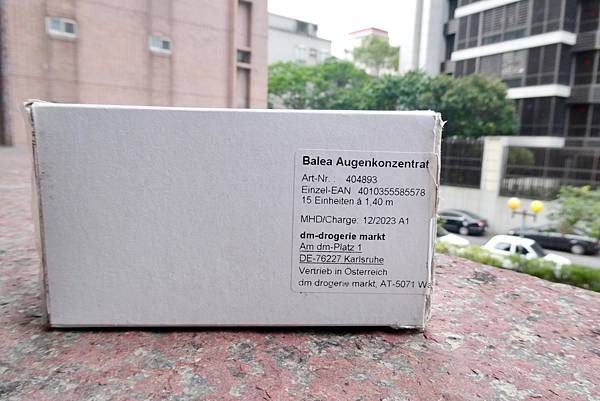 Balea Augenkonzentrat
Art-Nr. : 404893
Einzel-EAN 4010355585578
15 Einheiten á 1,40 m
MHD/Charge: 12/2023 A1
dm-drogerie markt
Am dm-Platz 1
DE-76227 Karlsruhe
Vertrieb in Österreich
dm drogerie markt, AT-5071